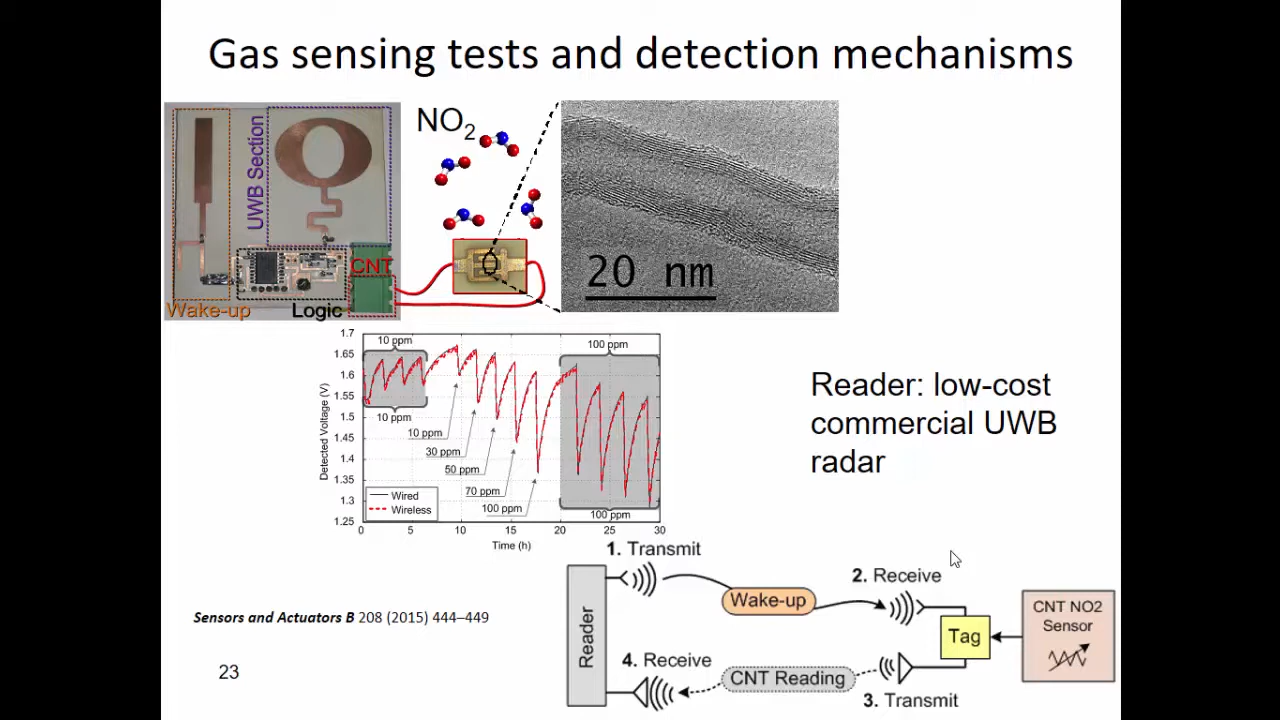 Gas sensing tests and detection mechanisms
UWB Section
CNT
Wake-up
Logic
NO2
20 nm
1.7
1.65
1.6
1.55
1.5
1.45
1.4
1.35
1.3
1.25
Detected Voltage (V)
10 ppm
10 ppm
10 ppm
30 ppm
50 ppm
70 ppm
100 ppm
100 ppm
100 ppm
Wired
Wireless
0 5 10 15 20 25 30
Time (h)
Reader: low-cost
commercial UWB
radar
1. Transmit
Wake-up
2. Receive
Reader
Tag
CNT NO2
Sensor
4. Receive
CNT Reading
3. Transmit
Sensors and Actuators B 208 (2015) 444–449
23